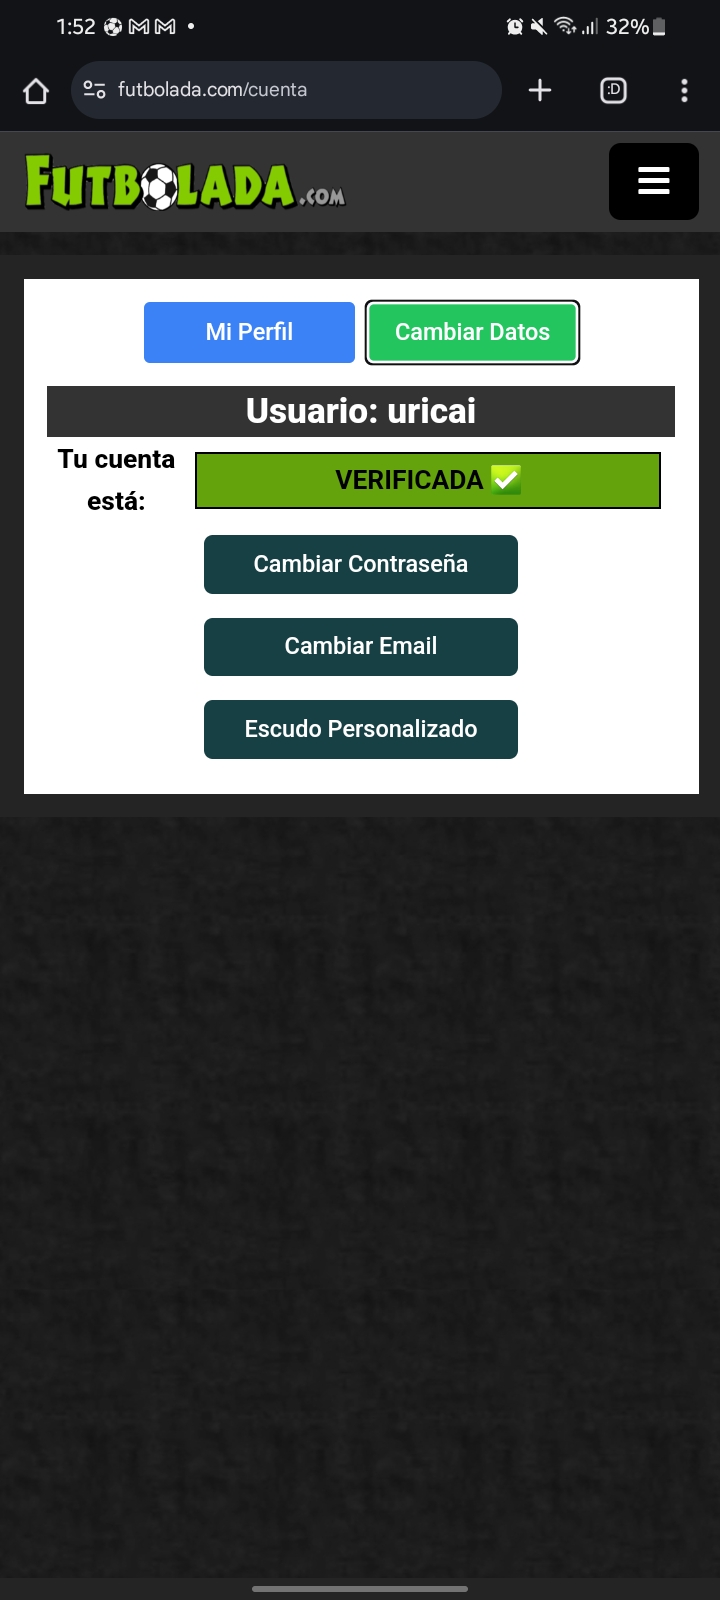 1:52
32%
futbolada.com/cuenta
:D
FUTBOLADA.COM
Mi Perfil
Cambiar Datos
Usuario: uricai
Tu cuenta
está:
VERIFICADA ✅
Cambiar Contraseña
Cambiar Email
Escudo Personalizado